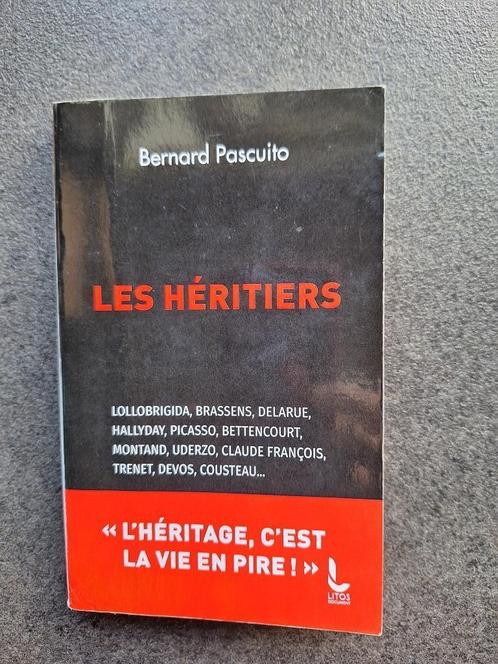 Bernard Pascuito
LES HÉRITIERS
LOLLOBRIGIDA, BRASSENS, DELARUE,
HALLYDAY, PICASSO, BETTENCOURT,
MONTAND, UDERZO, CLAUDE FRANÇOIS,
TRENET, DEVOS, COUSTEAU...
« L'HÉRITAGE, C'EST
LA VIE EN PIRE ! »
LITOS
DOCUMENT